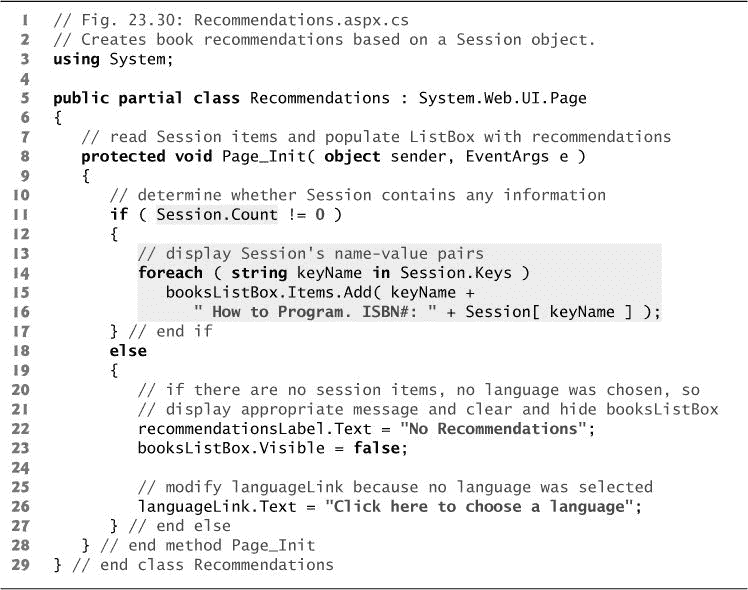 1 // Fig. 23.30: Recommendations.aspx.cs
2 // Creates book recommendations based on a Session object.
3 using System;
4
5 public partial class Recommendations : System.Web.UI.Page
6 {
7    // read Session items and populate ListBox with recommendations
8    protected void Page_Init( object sender, EventArgs e )
9    {
10       // determine whether Session contains any information
11       if ( Session.Count != 0 )
12       {
13          // display Session's name-value pairs
14          foreach ( string keyName in Session.Keys )
15             booksListBox.Items.Add( keyName +
16                " How to Program. ISBN#: " + Session[ keyName ] );
17       } // end if
18       else
19       {
20          // if there are no session items, no language was chosen, so
21          // display appropriate message and clear and hide booksListBox
22          recommendationsLabel.Text = "No Recommendations";
23          booksListBox.Visible = false;
24
25          // modify languageLink because no language was selected
26          languageLink.Text = "Click here to choose a language";
27       } // end else
28    } // end method Page_Init
29 } // end class Recommendations